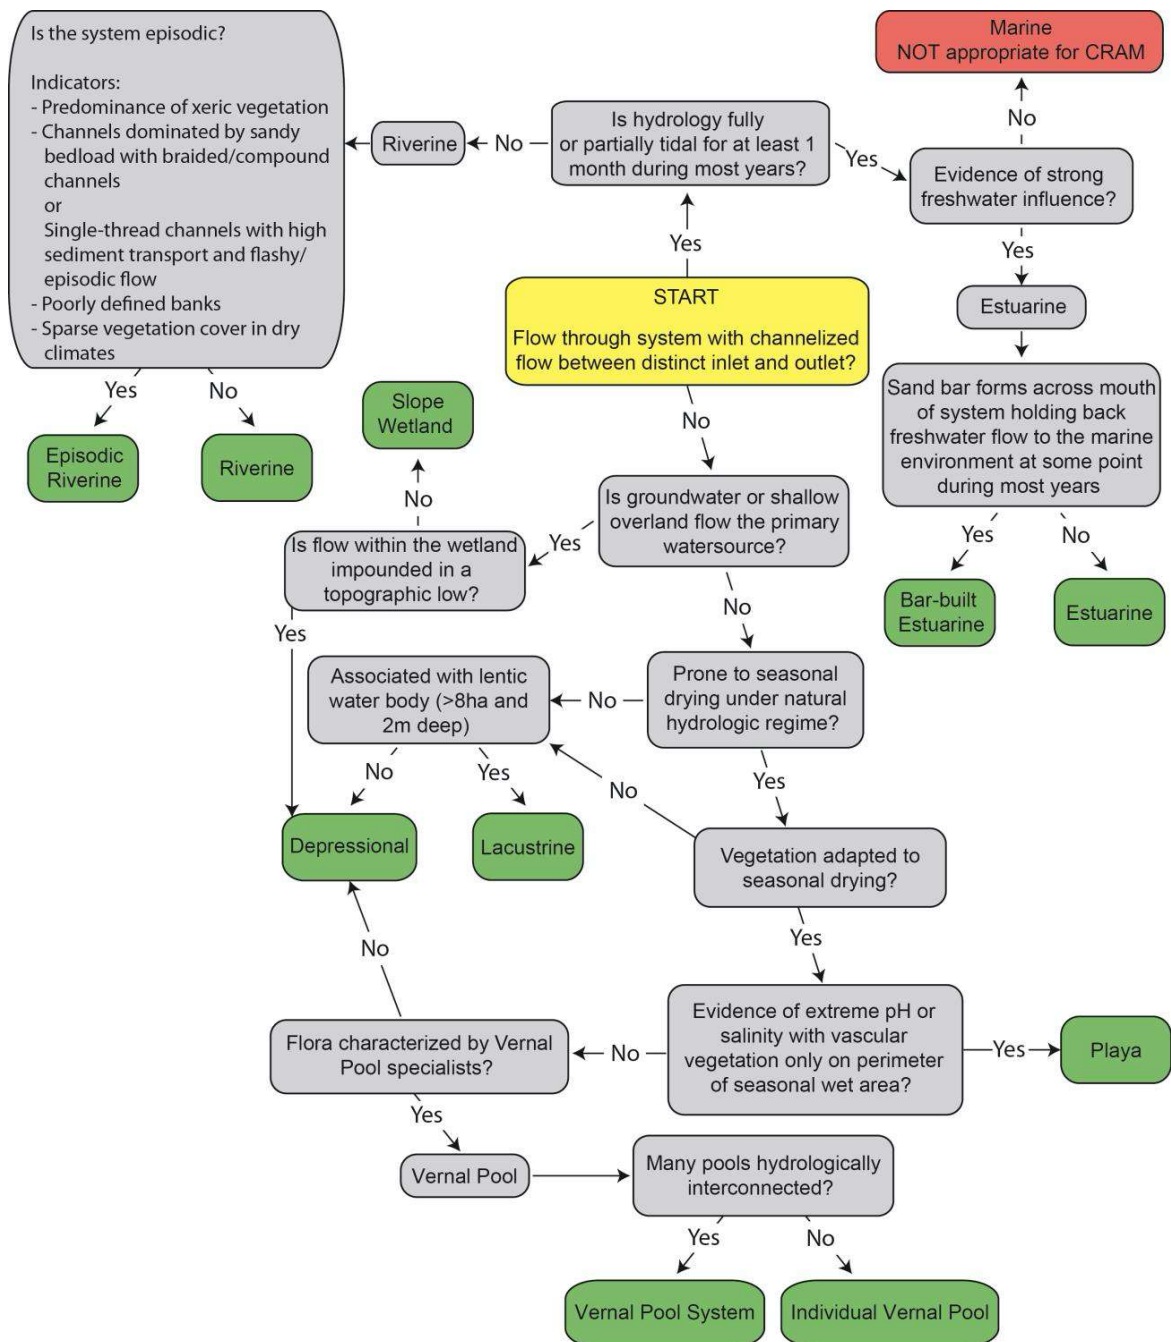 Is the system episodic?
Indicators:
- Predominance of xeric vegetation
- Channels dominated by sandy
bedload with braided/compound
channels
or
Single-thread channels with high
sediment transport and flashy/
episodic flow
- Poorly defined banks
- Sparse vegetation cover in dry
climates
Yes
No
Episodic
Riverine
Riverine
Riverine
No
Is hydrology fully
or partially tidal for at least 1
month during most years?
Yes
Marine
NOT appropriate for CRAM
No
Evidence of strong
freshwater influence?
Yes
Estuarine
Sand bar forms across mouth
of system holding back
freshwater flow to the marine
environment at some point
during most years
Yes
No
Bar-built
Estuarine
Estuarine
Yes
START
Flow through system with channelized
flow between distinct inlet and outlet?
No
Is groundwater or shallow
overland flow the primary
watersource?
Yes
Slope
Wetland
No
Is flow within the wetland
impounded in a
topographic low?
Yes
No
Prone to seasonal
drying under natural
hydrologic regime?
No
Associated with lentic
water body (>8ha and
2m deep)
No
Yes
Depressional
Lacustrine
Yes
No
Vegetation adapted to
seasonal drying?
Yes
Evidence of extreme pH or
salinity with vascular
vegetation only on perimeter
of seasonal wet area?
Yes
Playa
No
Flora characterized by Vernal
Pool specialists?
No
Yes
Vernal Pool
Many pools hydrologically
interconnected?
Yes
No
Vernal Pool System
Individual Vernal Pool